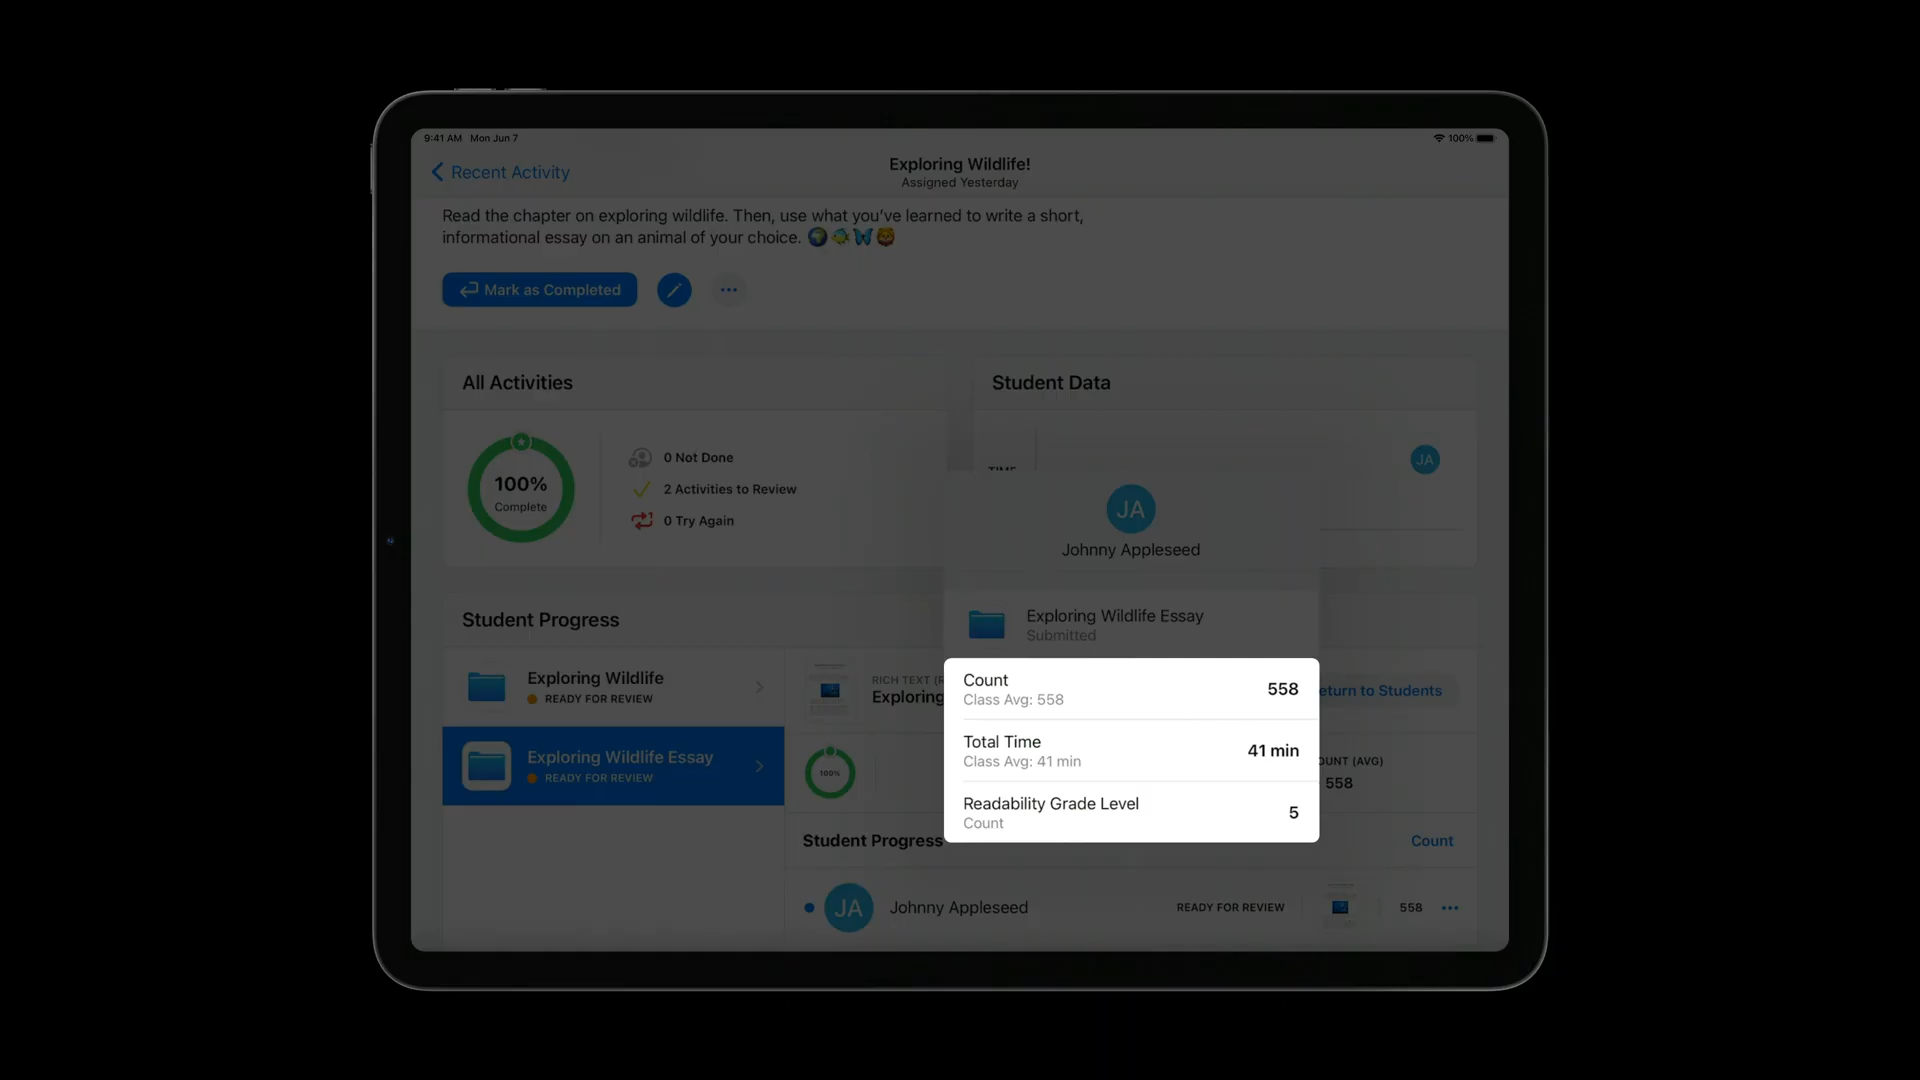 9:41 AM Mon Jun 7
100%
Recent Activity
Exploring Wildlife!
Assigned Yesterday
Read the chapter on exploring wildlife. Then, use what you’ve learned to write a short,
informational essay on an animal of your choice.
Mark as Completed
All Activities
100%
Complete
0 Not Done
2 Activities to Review
0 Try Again
Student Data
TIME
JA
JA
Johnny Appleseed
Exploring Wildlife Essay
Submitted
Count
Class Avg: 558
558
Total Time
Class Avg: 41 min
41 min
Readability Grade Level
Count
5
Student Progress
Exploring Wildlife
READY FOR REVIEW
Exploring Wildlife Essay
READY FOR REVIEW
RICH TEXT (R
Exploring
eturn to Students
100%
OUNT (AVG)
558
Student Progress
Count
JA
Johnny Appleseed
READY FOR REVIEW
558